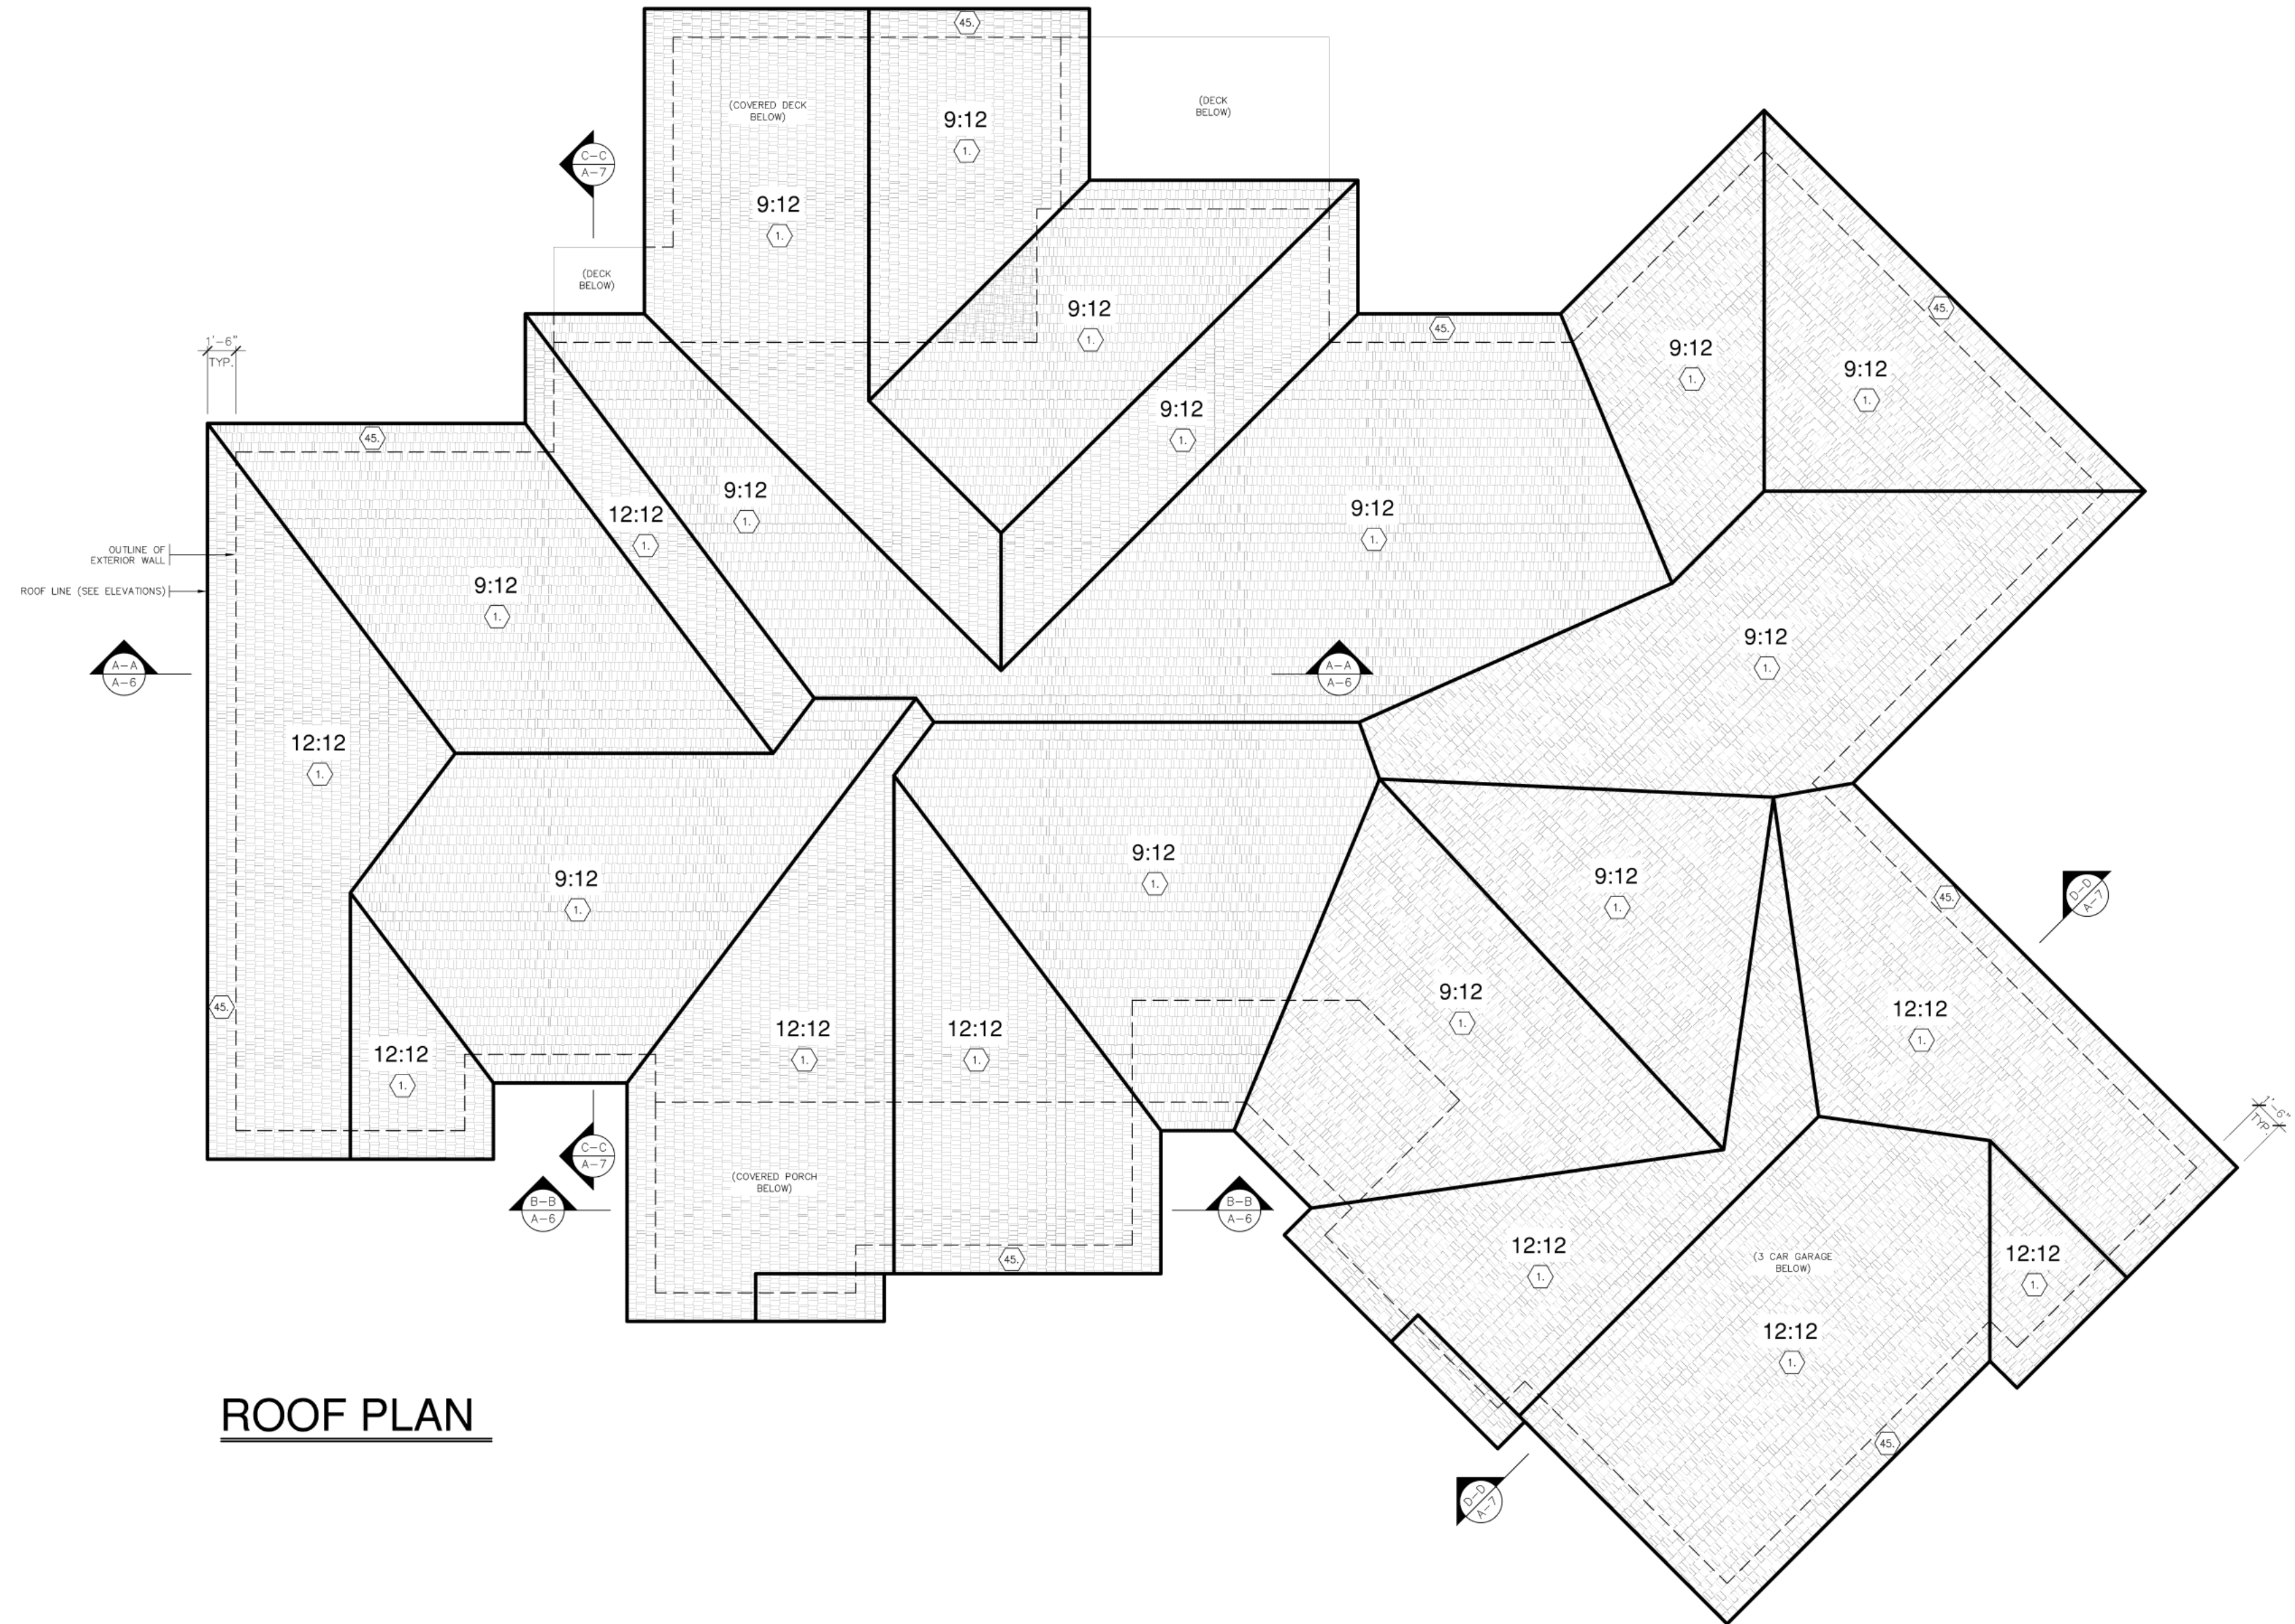 45.
(COVERED DECK
BELOW)
(DECK
BELOW)
9:12
1.
C-C
A-7
9:12
1.
(DECK
BELOW)
9:12
1.
45.
45.
1'-6"
TYP.
9:12
1.
9:12
1.
9:12
1.
45.
9:12
1.
12:12
1.
9:12
1.
OUTLINE OF
EXTERIOR WALL
ROOF LINE (SEE ELEVATIONS)
9:12
1.
9:12
1.
A-A
A-6
A-A
A-6
12:12
1.
9:12
1.
9:12
1.
9:12
1.
45.
D-D
A-7
45.
12:12
1.
12:12
1.
12:12
1.
9:12
1.
12:12
1.
1'-6"
TYP.
C-C
A-7
(COVERED PORCH
BELOW)
B-B
A-6
B-B
A-6
45.
12:12
1.
(3 CAR GARAGE
BELOW)
12:12
1.
12:12
1.
45.
D-D
A-7
ROOF PLAN